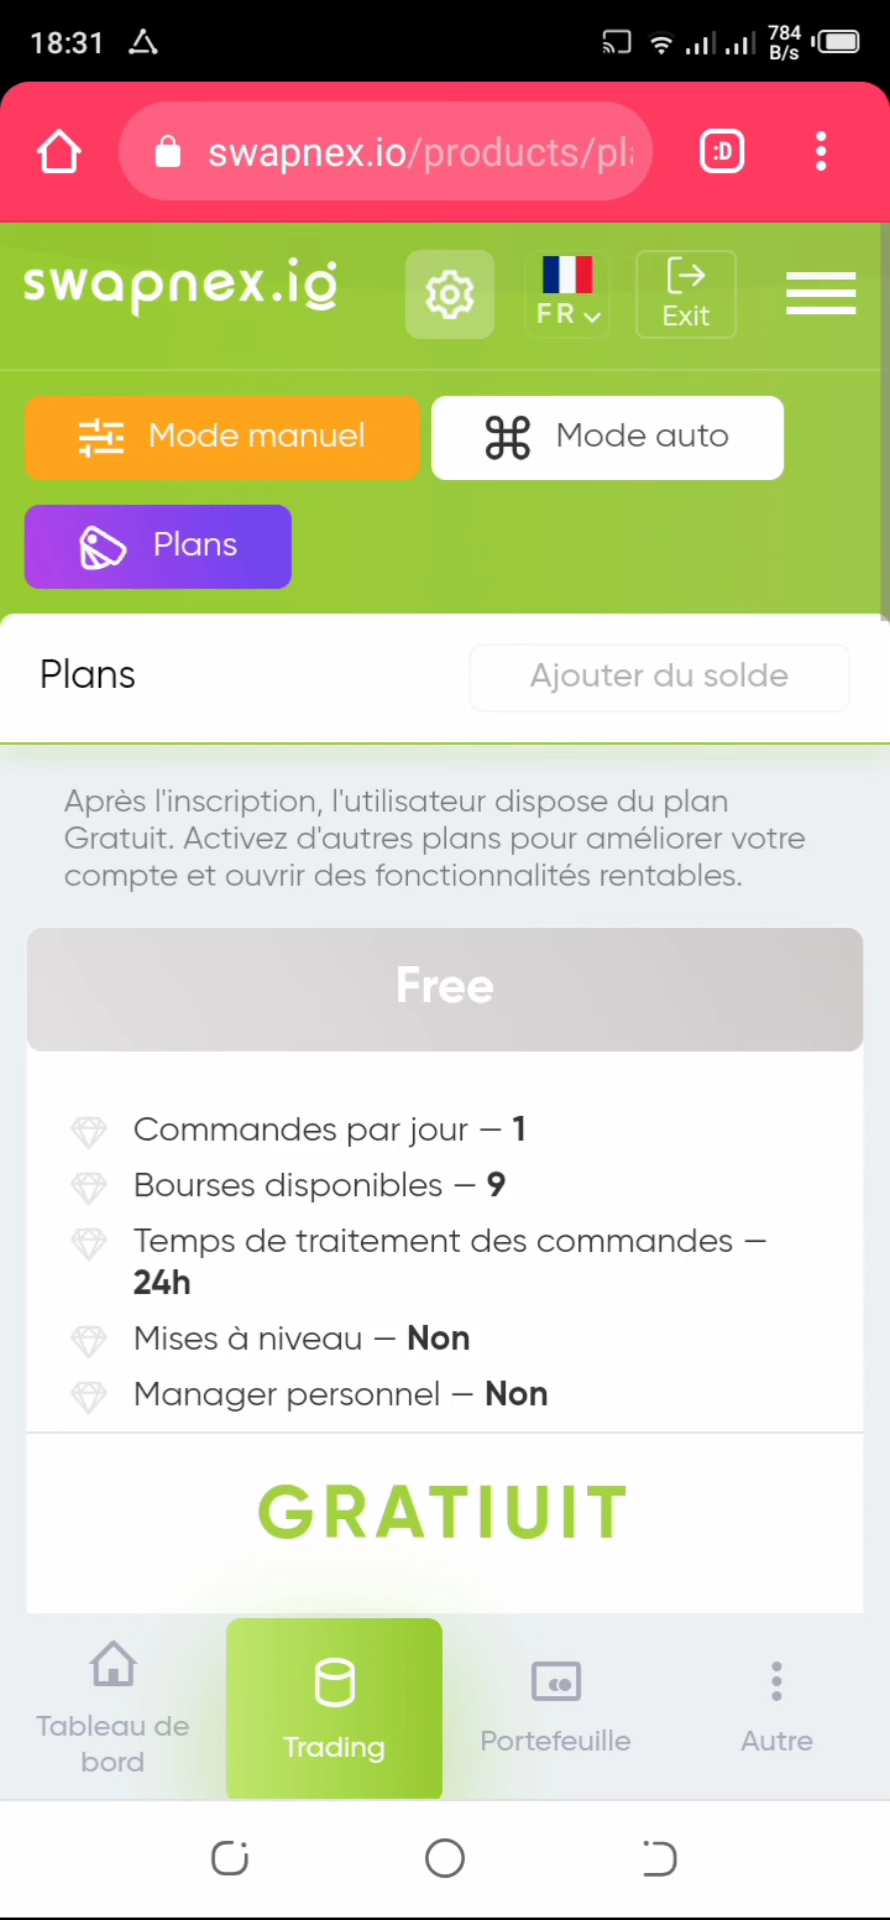 18:31
784
B/s
:D
swapnex.io/products/pl
swapnex.io
FR
Exit
Mode manuel
Mode auto
Plans
Plans
Ajouter du solde
Après l'inscription, l'utilisateur dispose du plan
Gratuit. Activez d'autres plans pour améliorer votre
compte et ouvrir des fonctionnalités rentables.
Free
Commandes par jour – 1
Bourses disponibles – 9
Temps de traitement des commandes –
24h
Mises à niveau – Non
Manager personnel – Non
GRATIUIT
Tableau de
bord
Trading
Portefeuille
Autre